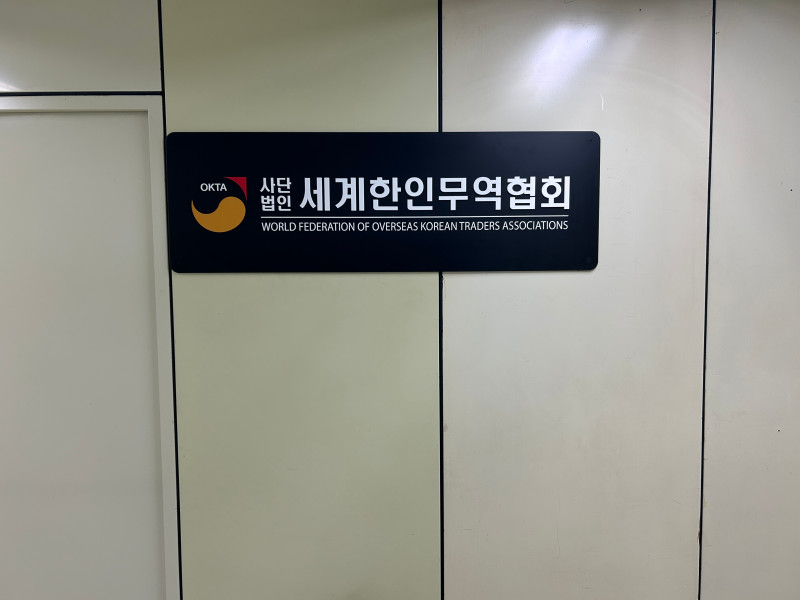 OKTA
사단
법인
세계한인무역협회
WORLD FEDERATION OF OVERSEAS KOREAN TRADERS ASSOCIATIONS